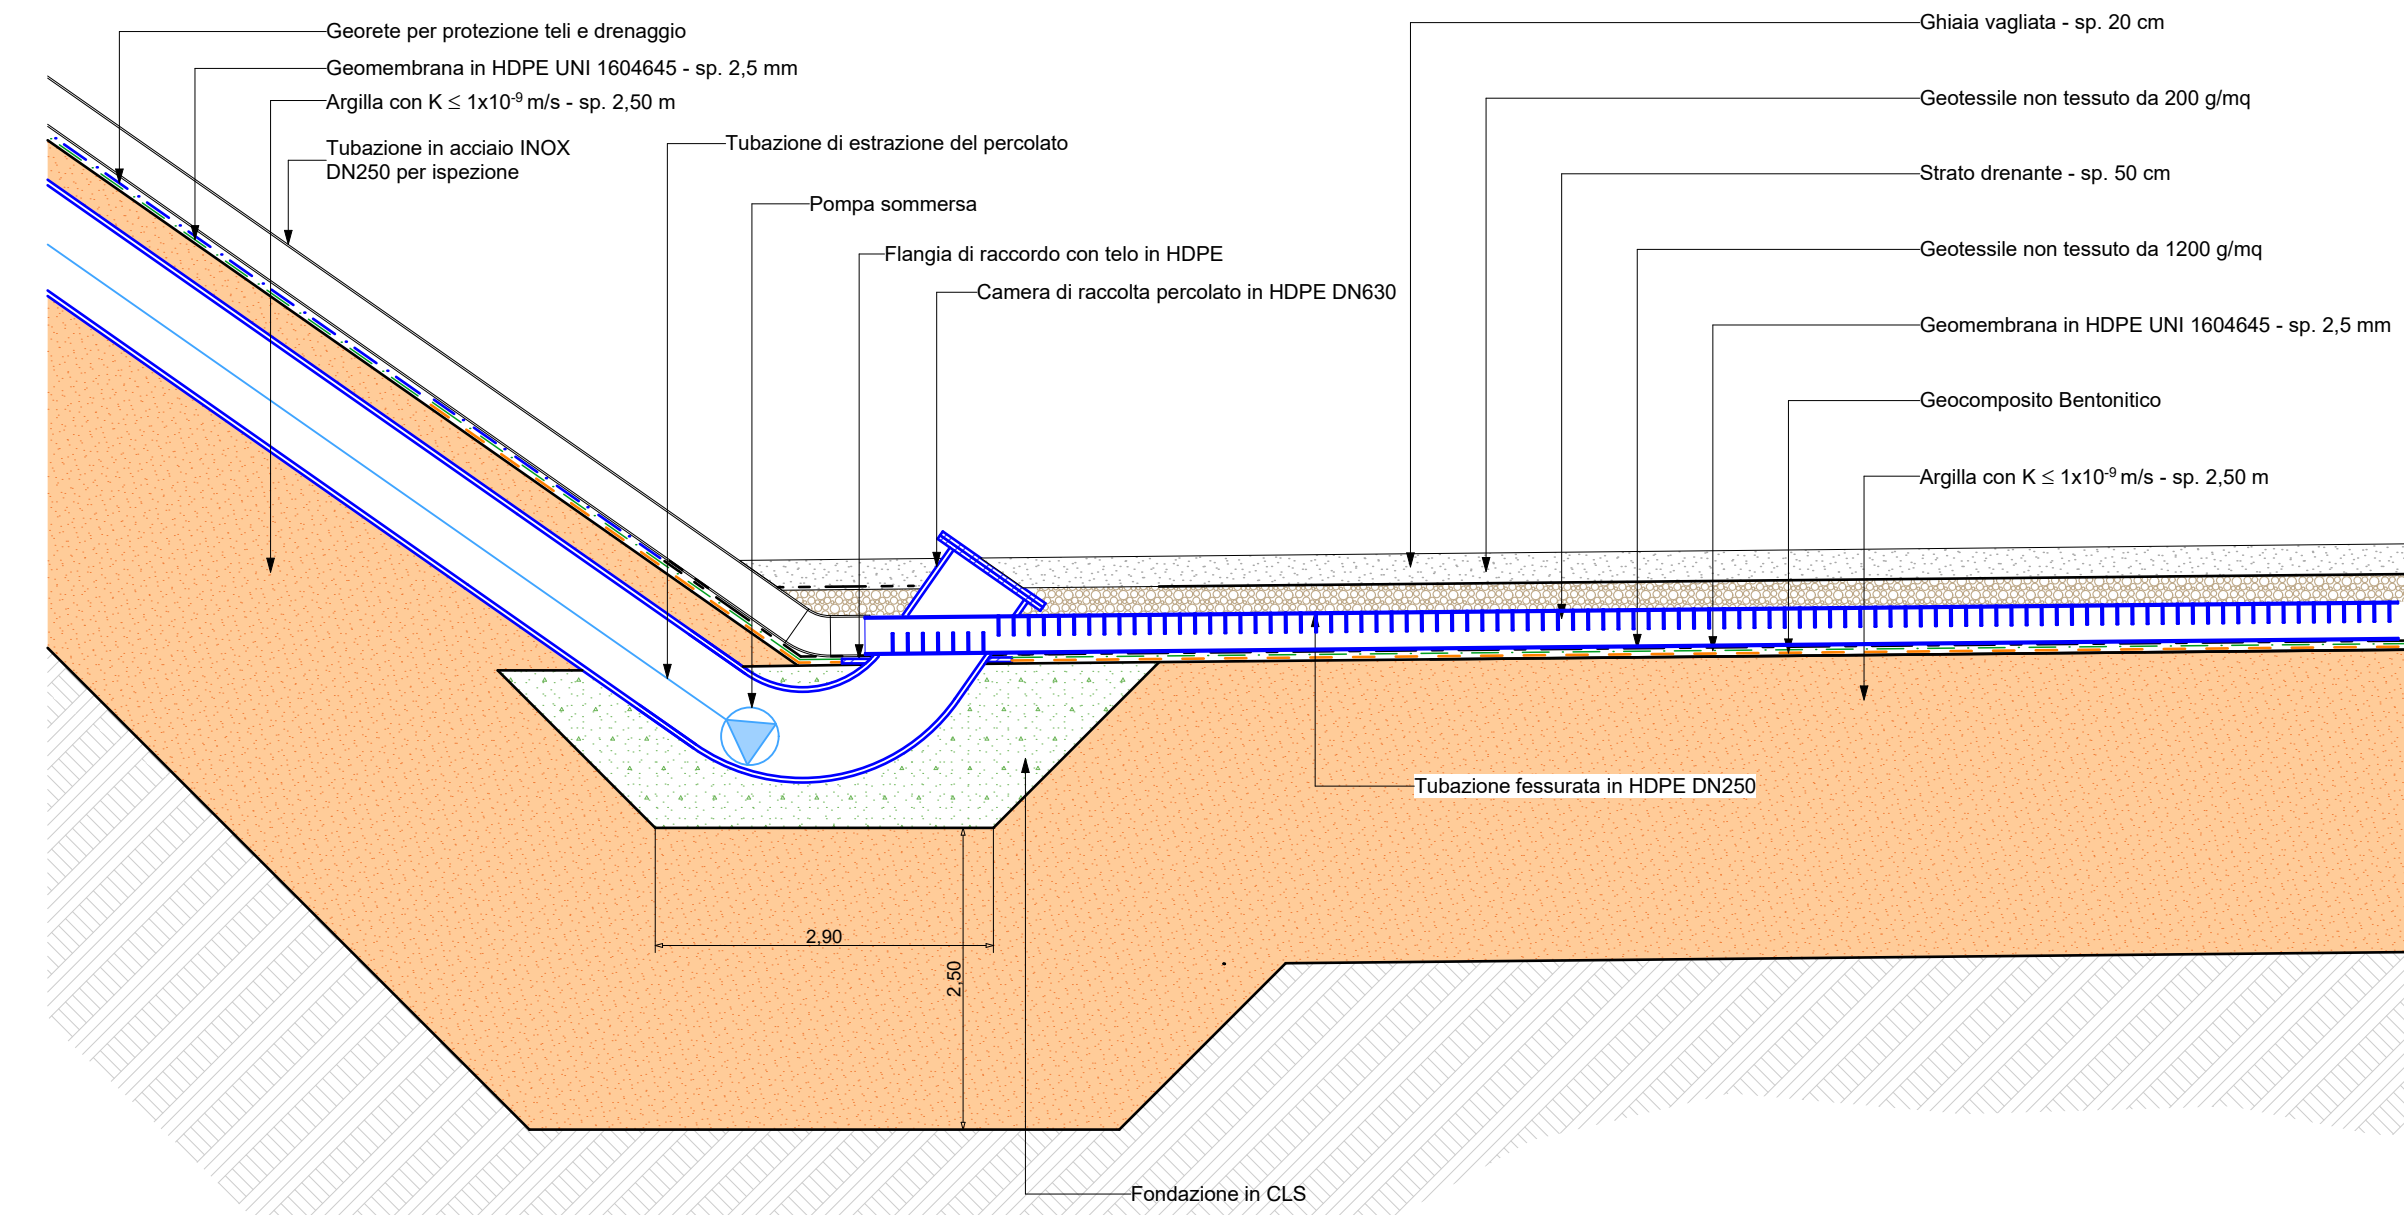 Georete per protezione teli e drenaggio
Geomembrana in HDPE UNI 1604645 - sp. 2,5 mm
Argilla con K ≤ 1x10⁻⁹ m/s - sp. 2,50 m
Tubazione in acciaio INOX
DN250 per ispezione
Tubazione di estrazione del percolato
Pompa sommersa
Flangia di raccordo con telo in HDPE
Camera di raccolta percolato in HDPE DN630
Ghiaia vagliata - sp. 20 cm
Geotessile non tessuto da 200 g/mq
Strato drenante - sp. 50 cm
Geotessile non tessuto da 1200 g/mq
Geomembrana in HDPE UNI 1604645 - sp. 2,5 mm
Geocomposito Bentonitico
Argilla con K ≤ 1x10⁻⁹ m/s - sp. 2,50 m
Tubazione fessurata in HDPE DN250
2,90
2,50
Fondazione in CLS